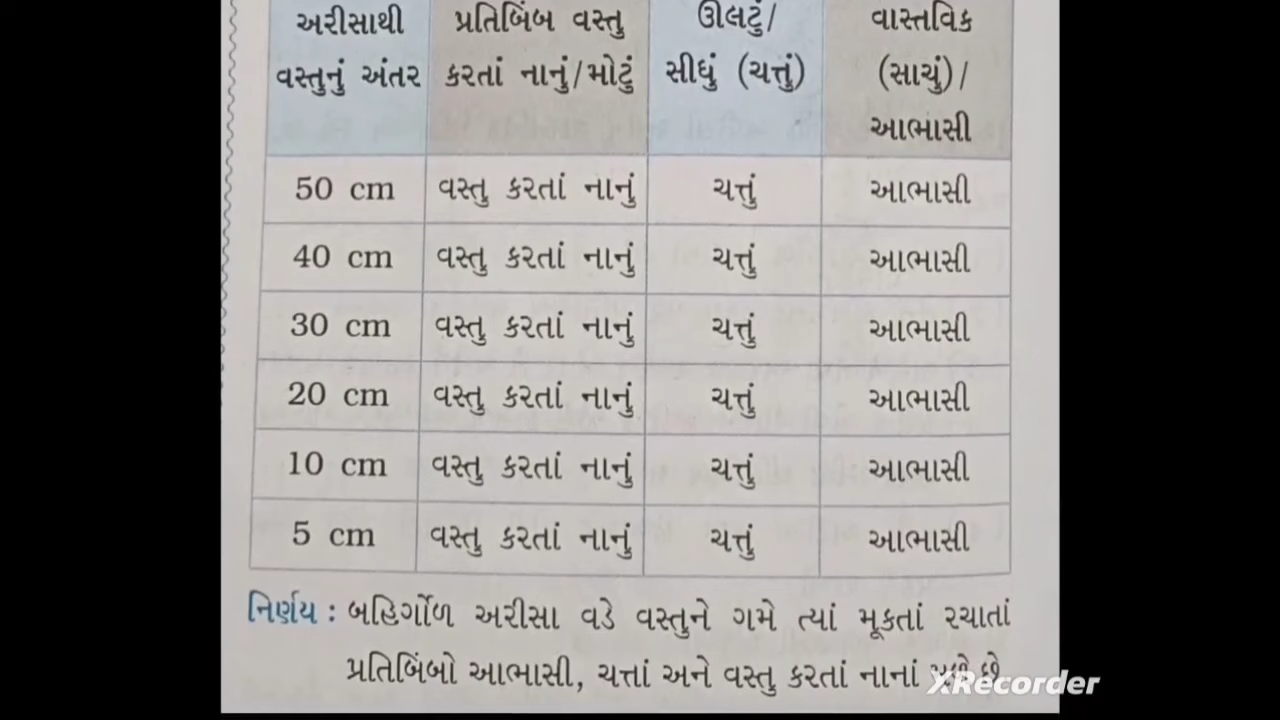 અરીસાથી વસ્તુનું અંતર | પ્રતિબિંબ વસ્તુ કરતાં નાનું/મોટું | ઊલટું/ સીધું (ચત્તું) | વાસ્તવિક (સાચું)/ આભાસી
50 cm | વસ્તુ કરતાં નાનું | ચત્તું | આભાસી
40 cm | વસ્તુ કરતાં નાનું | ચત્તું | આભાસી
30 cm | વસ્તુ કરતાં નાનું | ચત્તું | આભાસી
20 cm | વસ્તુ કરતાં નાનું | ચત્તું | આભાસી
10 cm | વસ્તુ કરતાં નાનું | ચત્તું | આભાસી
5 cm | વસ્તુ કરતાં નાનું | ચત્તું | આભાસી
નિર્ણય : બહિર્ગોળ અરીસા વડે વસ્તુને ગમે ત્યાં મૂકતાં રચાતાં
પ્રતિબિંબો આભાસી, ચત્તાં અને વસ્તુ કરતાં નાનાં છે
XRecorder